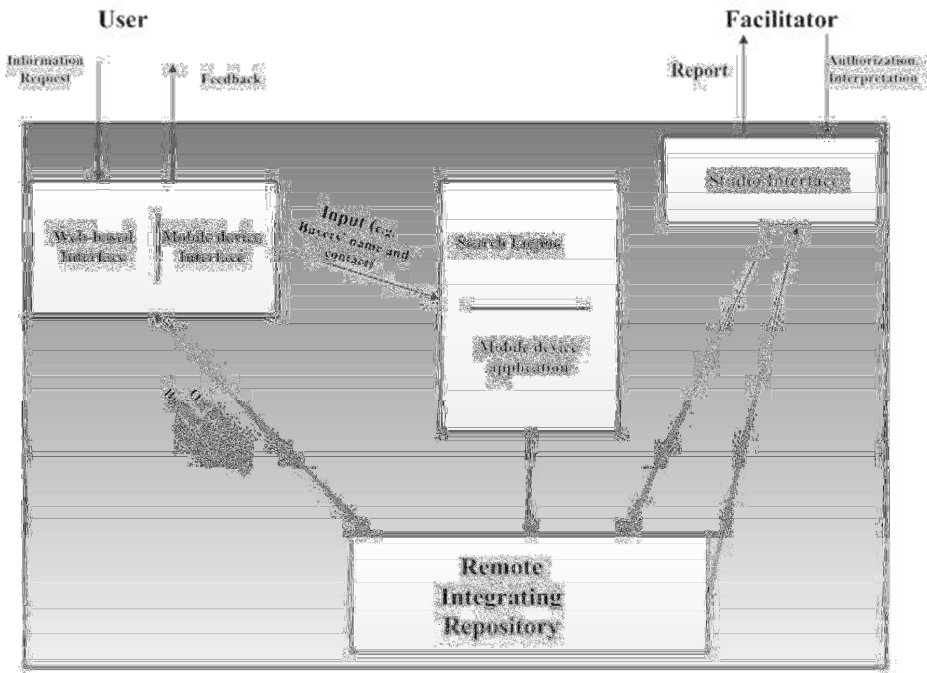 User
Facilitator
Information
Request
Feedback
Report
Authorization
Interpretation
Studio Interface
Web-based
Interface
Mobile device
Interface
Input (e.g.
name and
contact)
Search Engine
Mobile device
application
Remote
Integrating
Repository